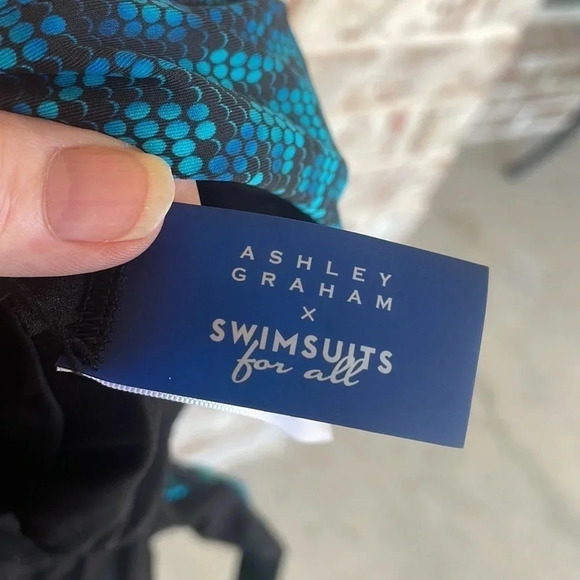 ASHLEY
GRAHAM
x
SWIMSUITS
for all